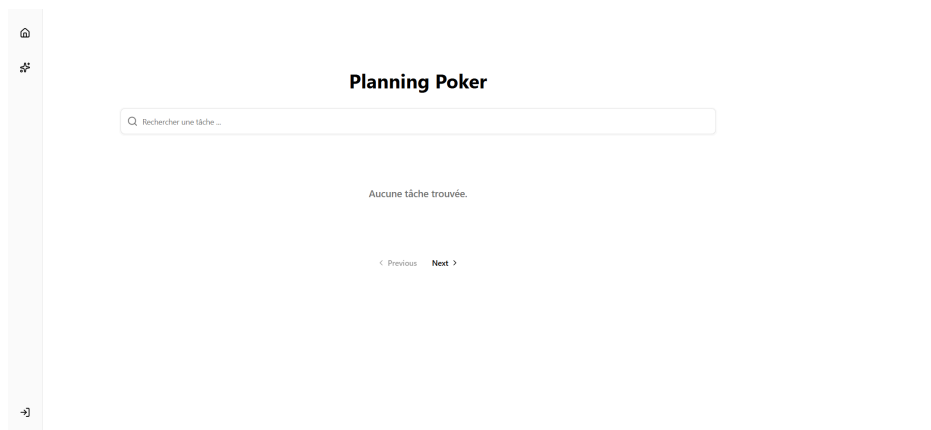 Planning Poker
Rechercher une tâche ...
Aucune tâche trouvée.
Previous Next